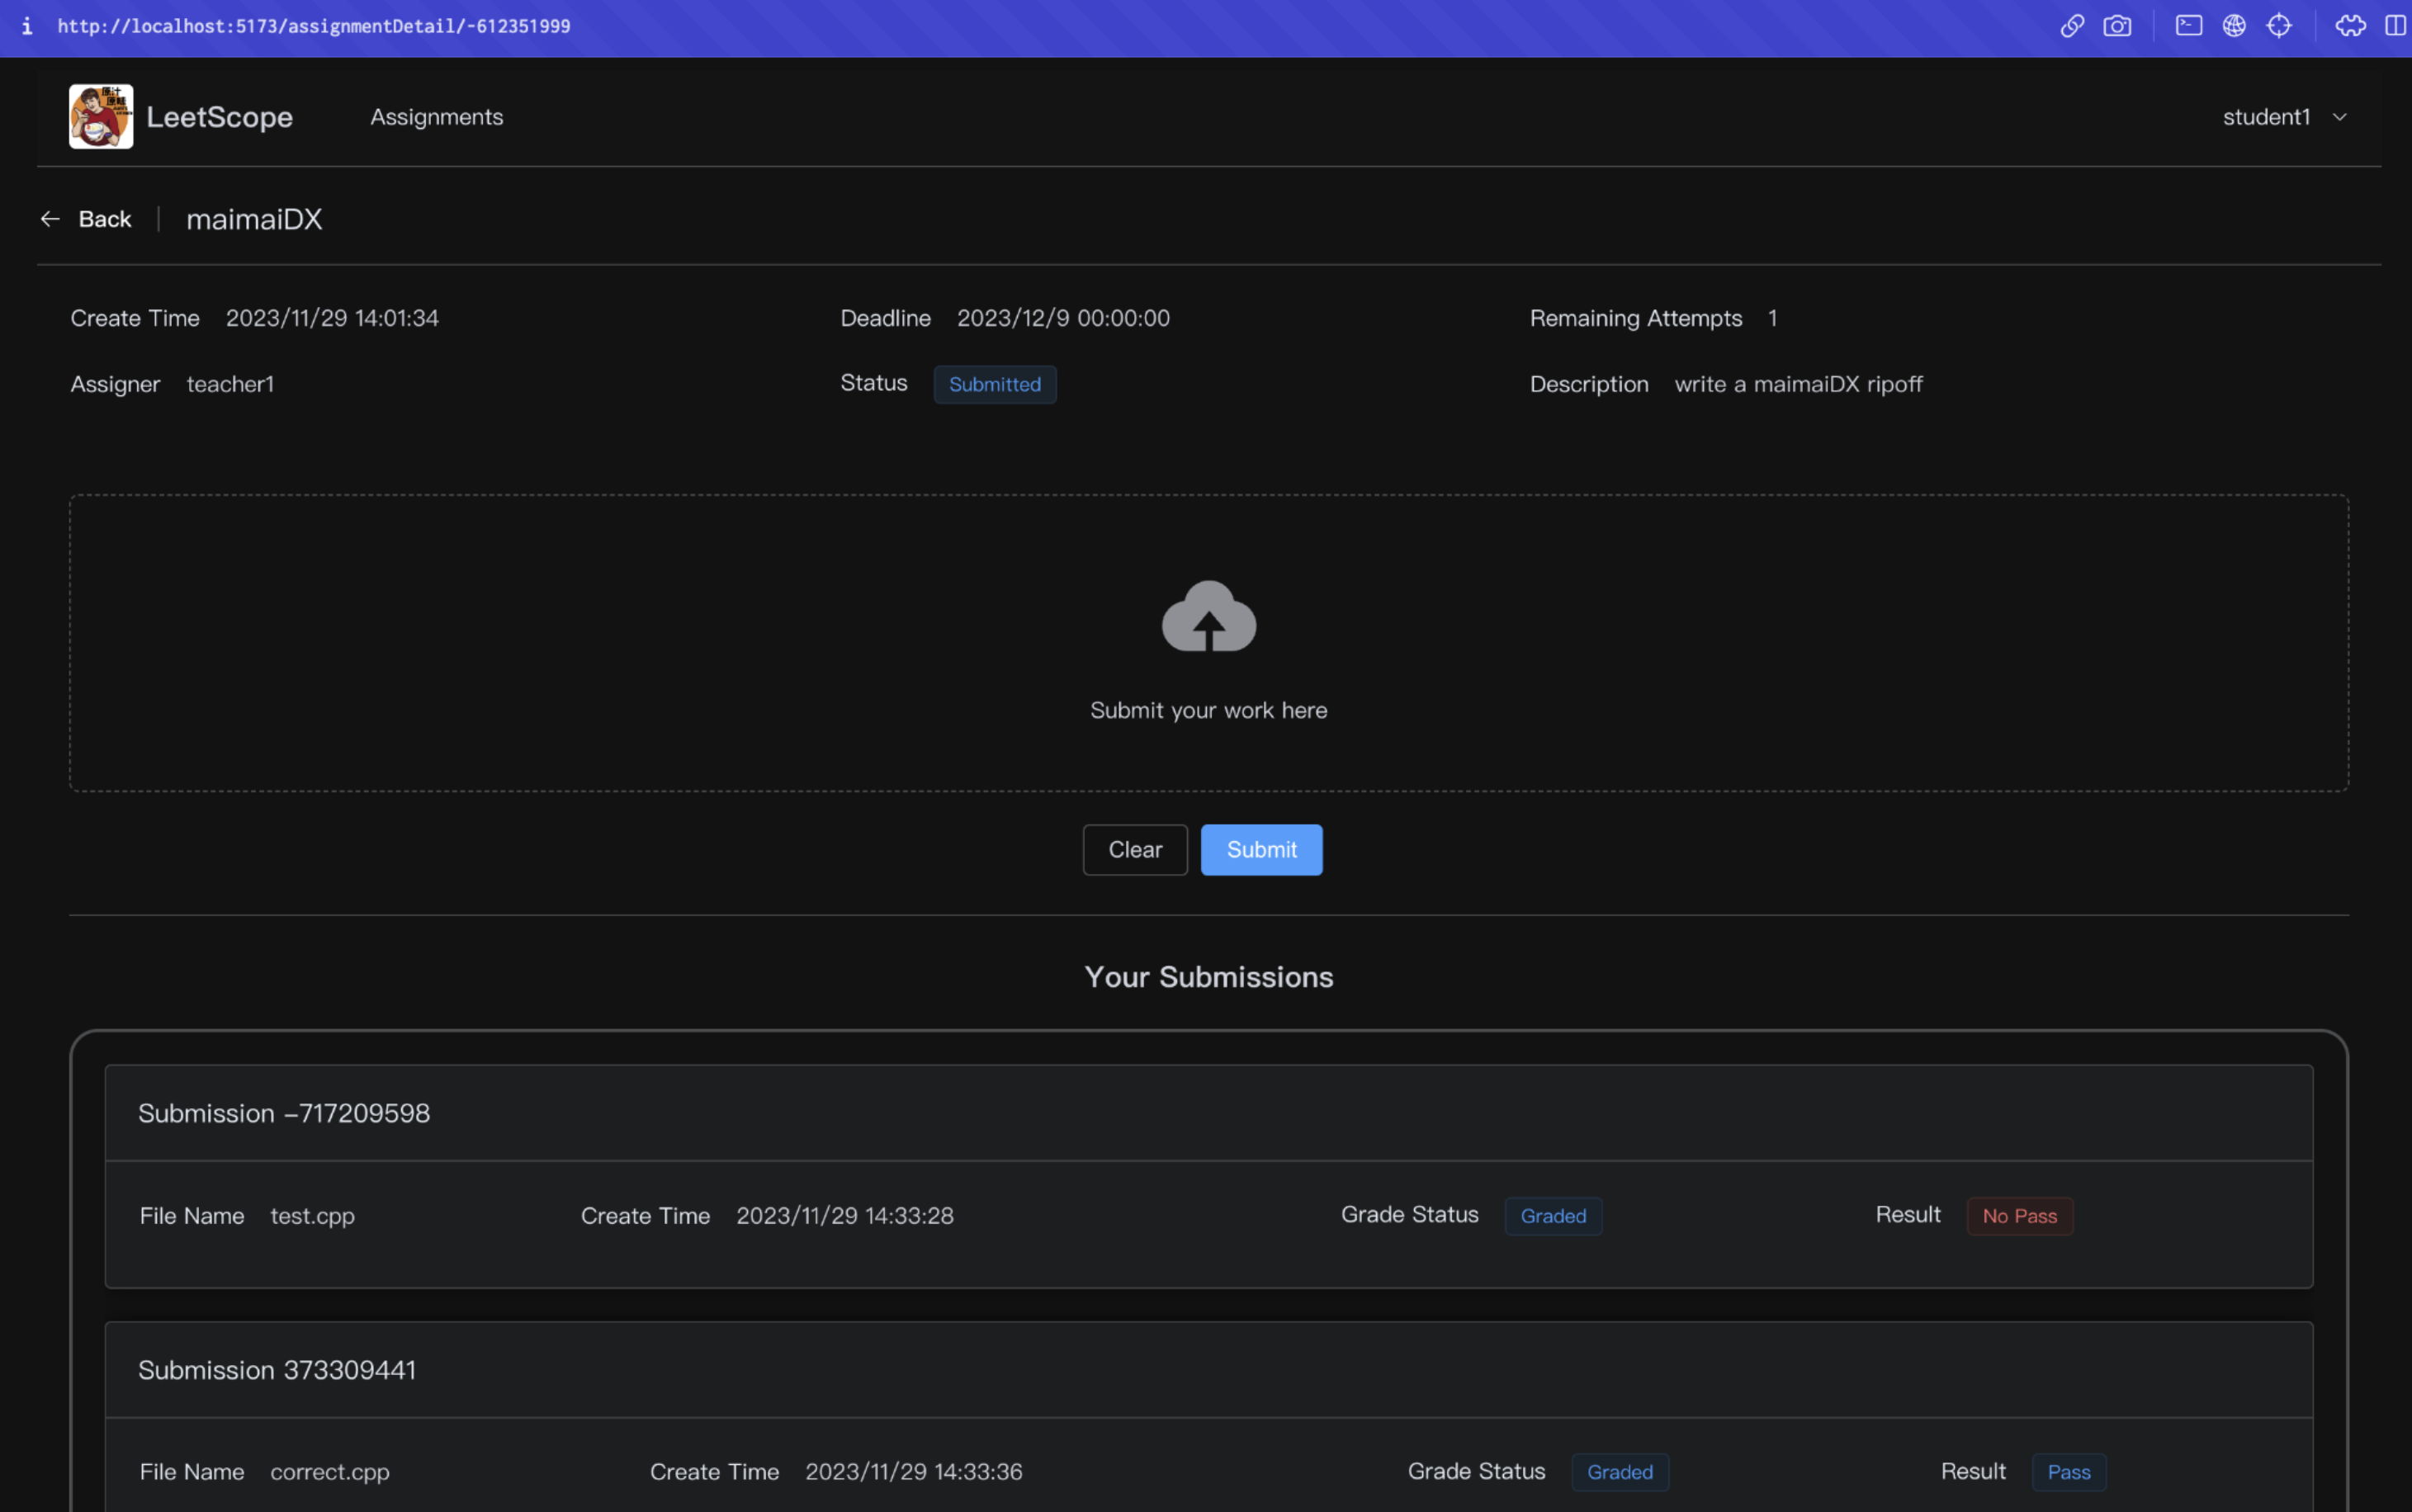 i http://localhost:5173/assignmentDetail/-612351999
原汁
原味
LeetScope Assignments student1
Back maimaiDX
Create Time 2023/11/29 14:01:34 Deadline 2023/12/9 00:00:00 Remaining Attempts 1
Assigner teacher1 Status Submitted Description write a maimaiDX ripoff
Submit your work here
Clear Submit
Your Submissions
Submission -717209598
File Name test.cpp Create Time 2023/11/29 14:33:28 Grade Status Graded Result No Pass
Submission 373309441
File Name correct.cpp Create Time 2023/11/29 14:33:36 Grade Status Graded Result Pass